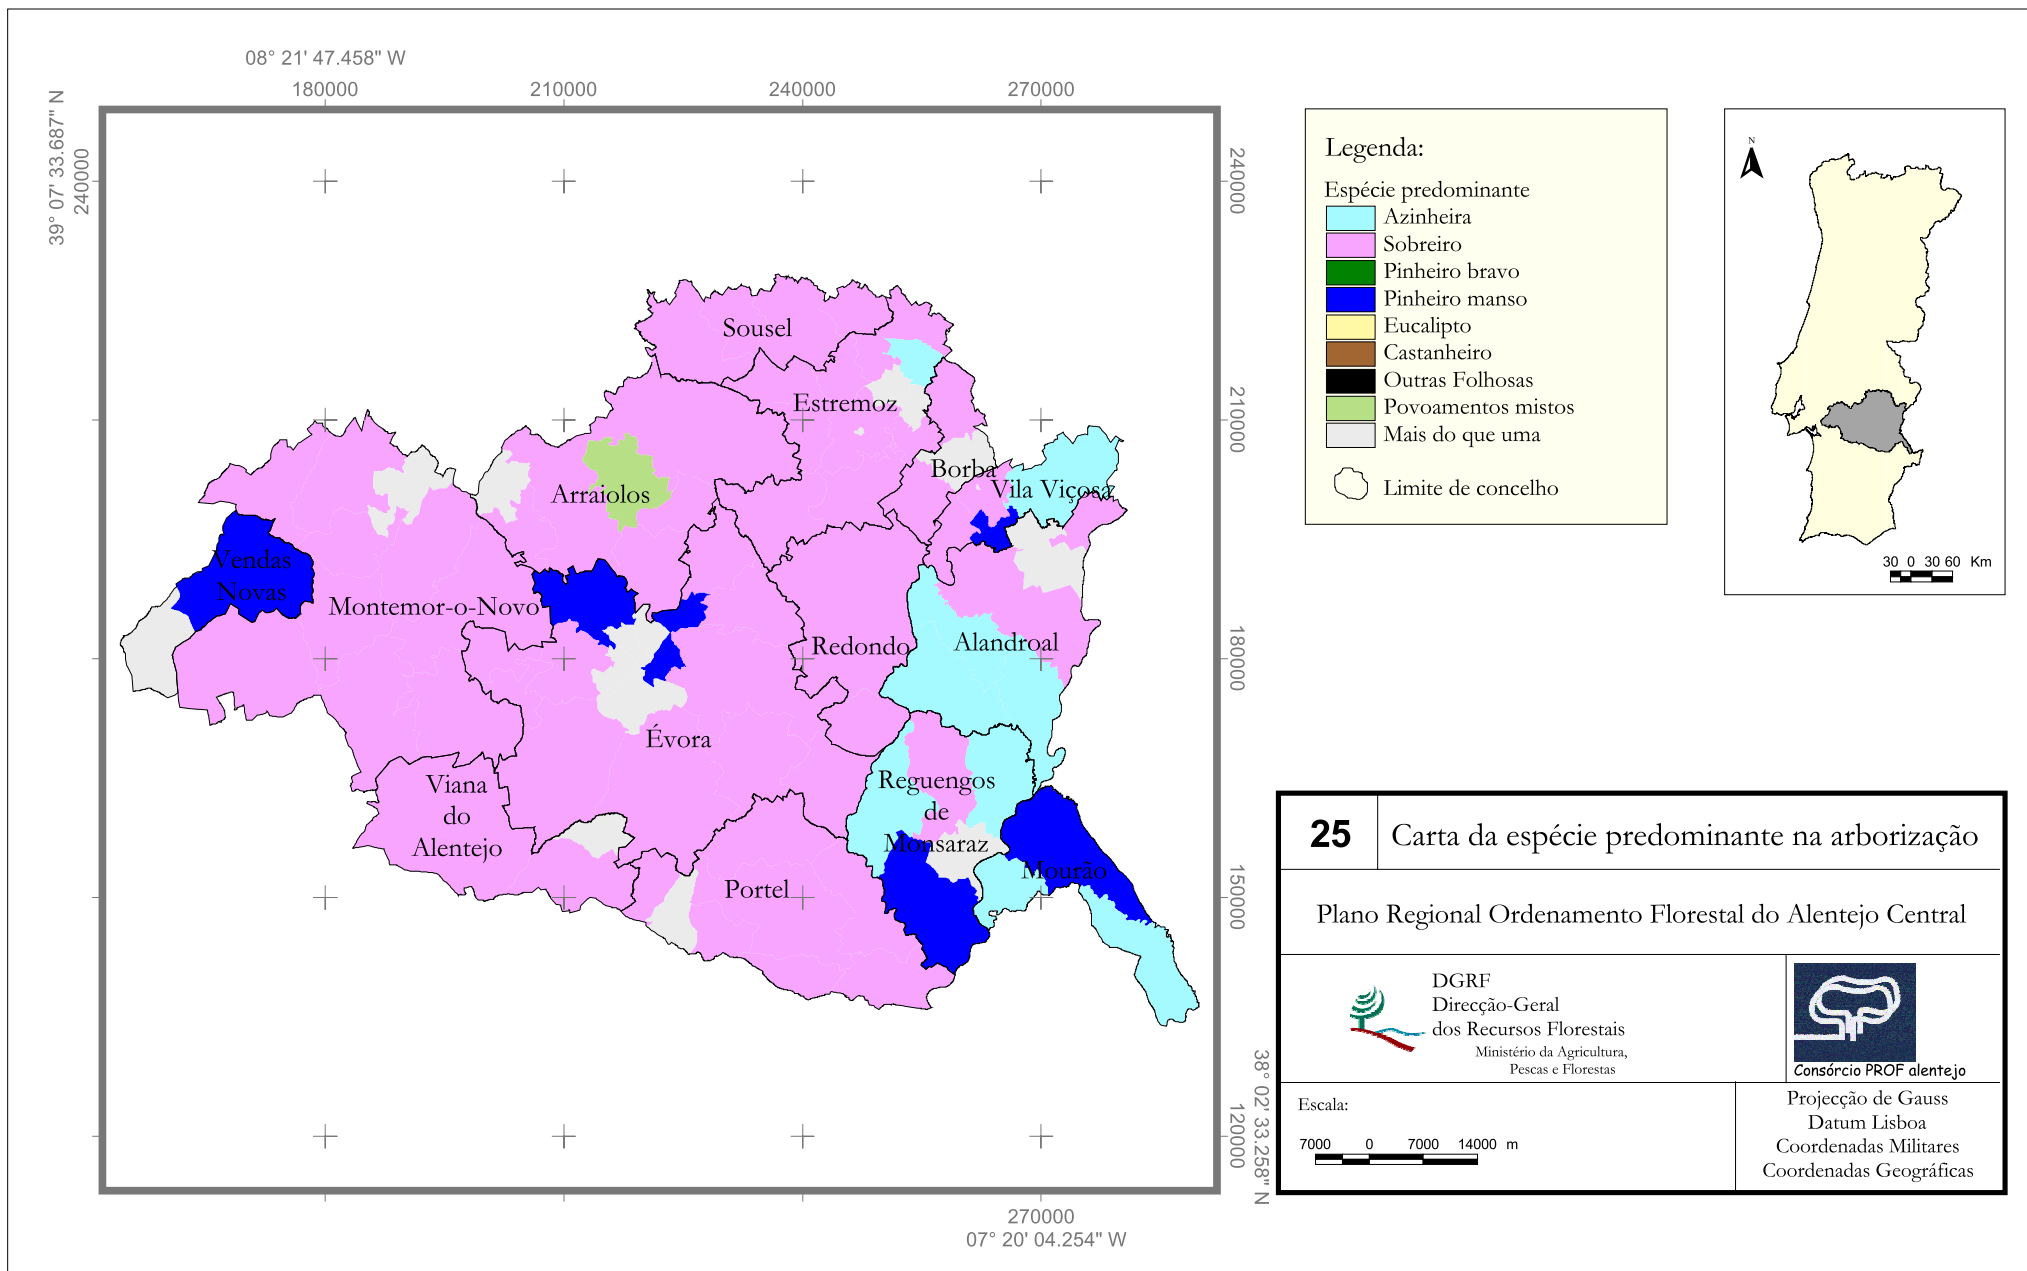 08° 21' 47.458" W
180000
210000
240000
270000
39° 07' 33.687" N
240000
240000
210000
180000
150000
120000
38° 02' 33.258" N
270000
07° 20' 04.254" W
Sousel
Estremoz
Borba
Vila Viçosa
Arraiolos
Vendas
Novas
Montemor-o-Novo
Redondo
Alandroal
Évora
Viana
do
Alentejo
Reguengos
de
Monsaraz
Mourão
Portel
Legenda:
Espécie predominante
Azinheira
Sobreiro
Pinheiro bravo
Pinheiro manso
Eucalipto
Castanheiro
Outras Folhosas
Povoamentos mistos
Mais do que uma
Limite de concelho
N
30 0 30 60 Km
25
Carta da espécie predominante na arborização
Plano Regional Ordenamento Florestal do Alentejo Central
DGRF
Direcção-Geral
dos Recursos Florestais
Ministério da Agricultura,
Pescas e Florestas
Consórcio PROF alentejo
Escala:
7000 0 7000 14000 m
Projecção de Gauss
Datum Lisboa
Coordenadas Militares
Coordenadas Geográficas